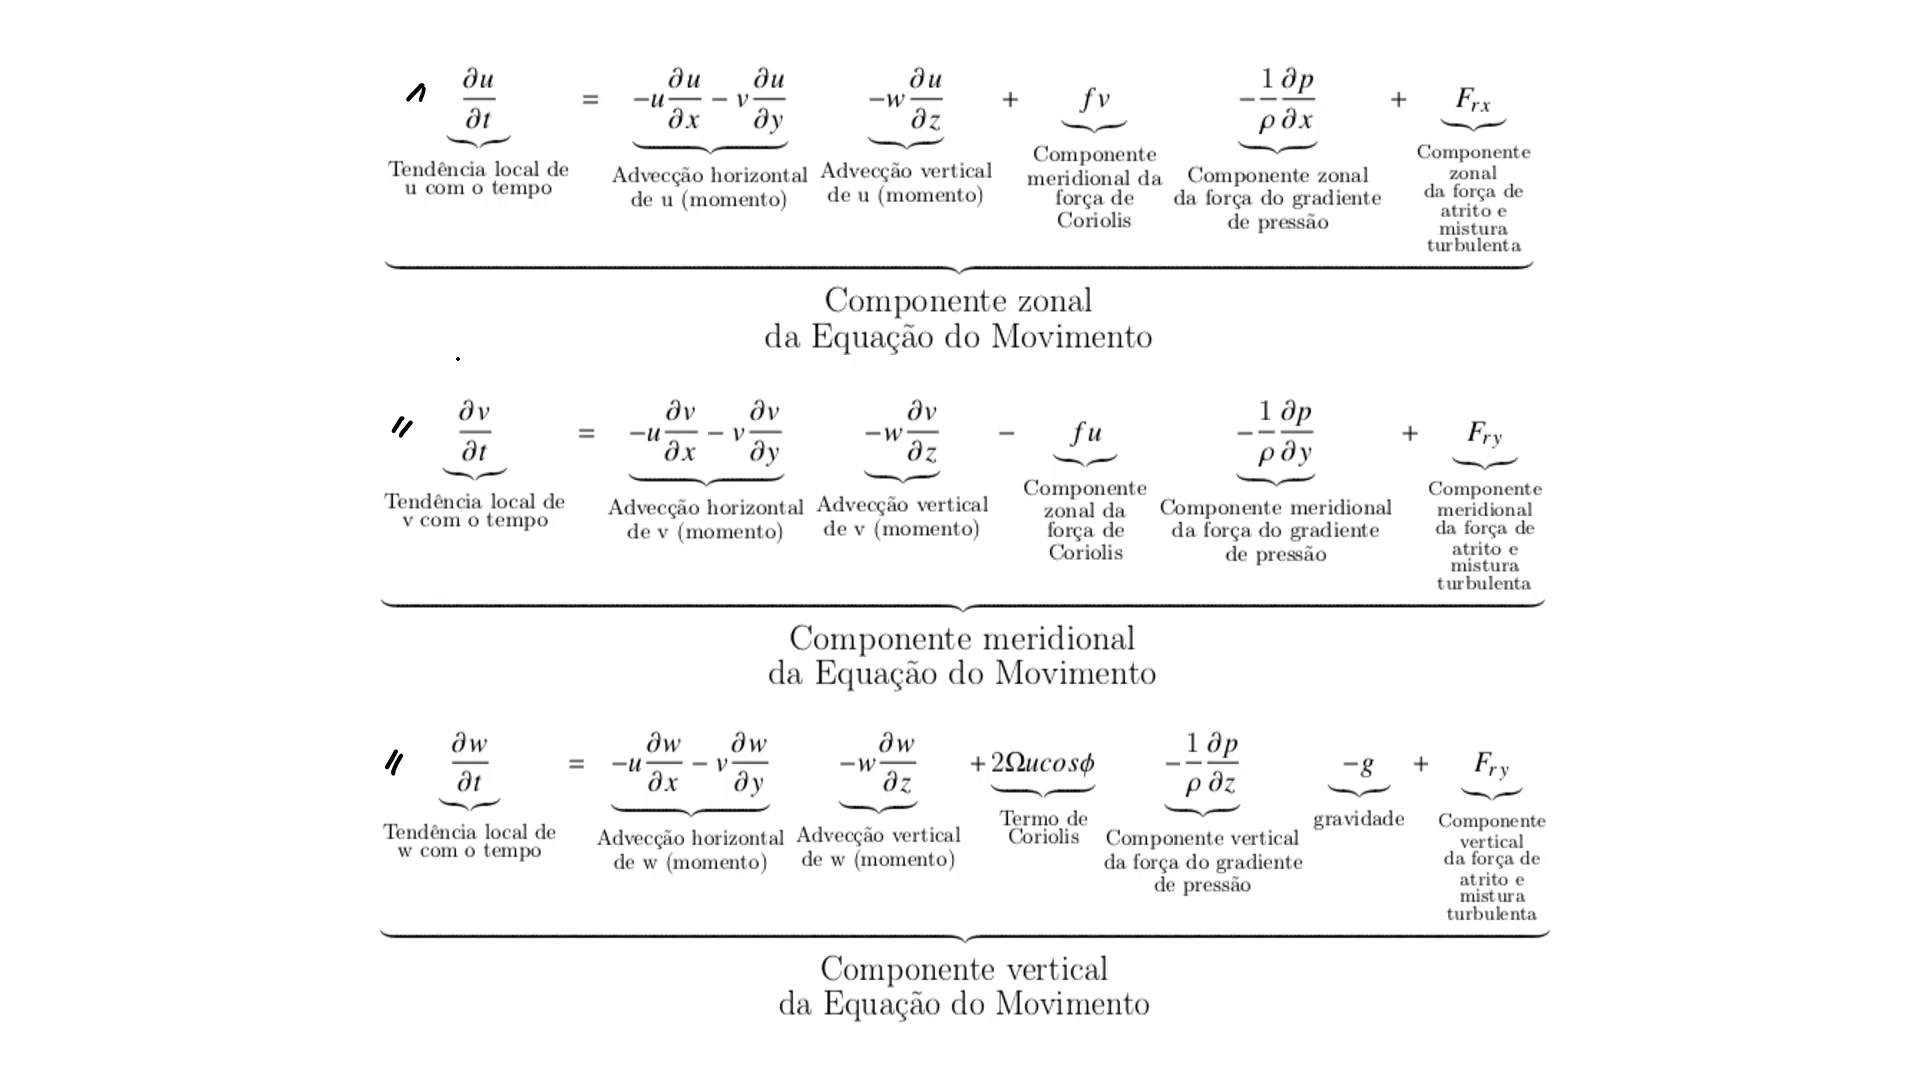 ∂u/∂t = −u ∂u/∂x − v ∂u/∂y −w ∂u/∂z + fv −1/ρ ∂p/∂x + F_rx
Tendência local de
u com o tempo
Advecção horizontal
de u (momento)
Advecção vertical
de u (momento)
Componente
meridional da
força de
Coriolis
Componente zonal
da força do gradiente
de pressão
Componente
zonal
da força de
atrito e
mistura
turbulenta
Componente zonal
da Equação do Movimento
∂v/∂t = −u ∂v/∂x − v ∂v/∂y −w ∂v/∂z − fu −1/ρ ∂p/∂y + F_ry
Tendência local de
v com o tempo
Advecção horizontal
de v (momento)
Advecção vertical
de v (momento)
Componente
zonal da
força de
Coriolis
Componente meridional
da força do gradiente
de pressão
Componente
meridional
da força de
atrito e
mistura
turbulenta
Componente meridional
da Equação do Movimento
∂w/∂t = −u ∂w/∂x − v ∂w/∂y −w ∂w/∂z +2Ωucosϕ −1/ρ ∂p/∂z −g + F_ry
Tendência local de
w com o tempo
Advecção horizontal
de w (momento)
Advecção vertical
de w (momento)
Termo de
Coriolis
Componente vertical
da força do gradiente
de pressão
gravidade
Componente
vertical
da força de
atrito e
mistura
turbulenta
Componente vertical
da Equação do Movimento